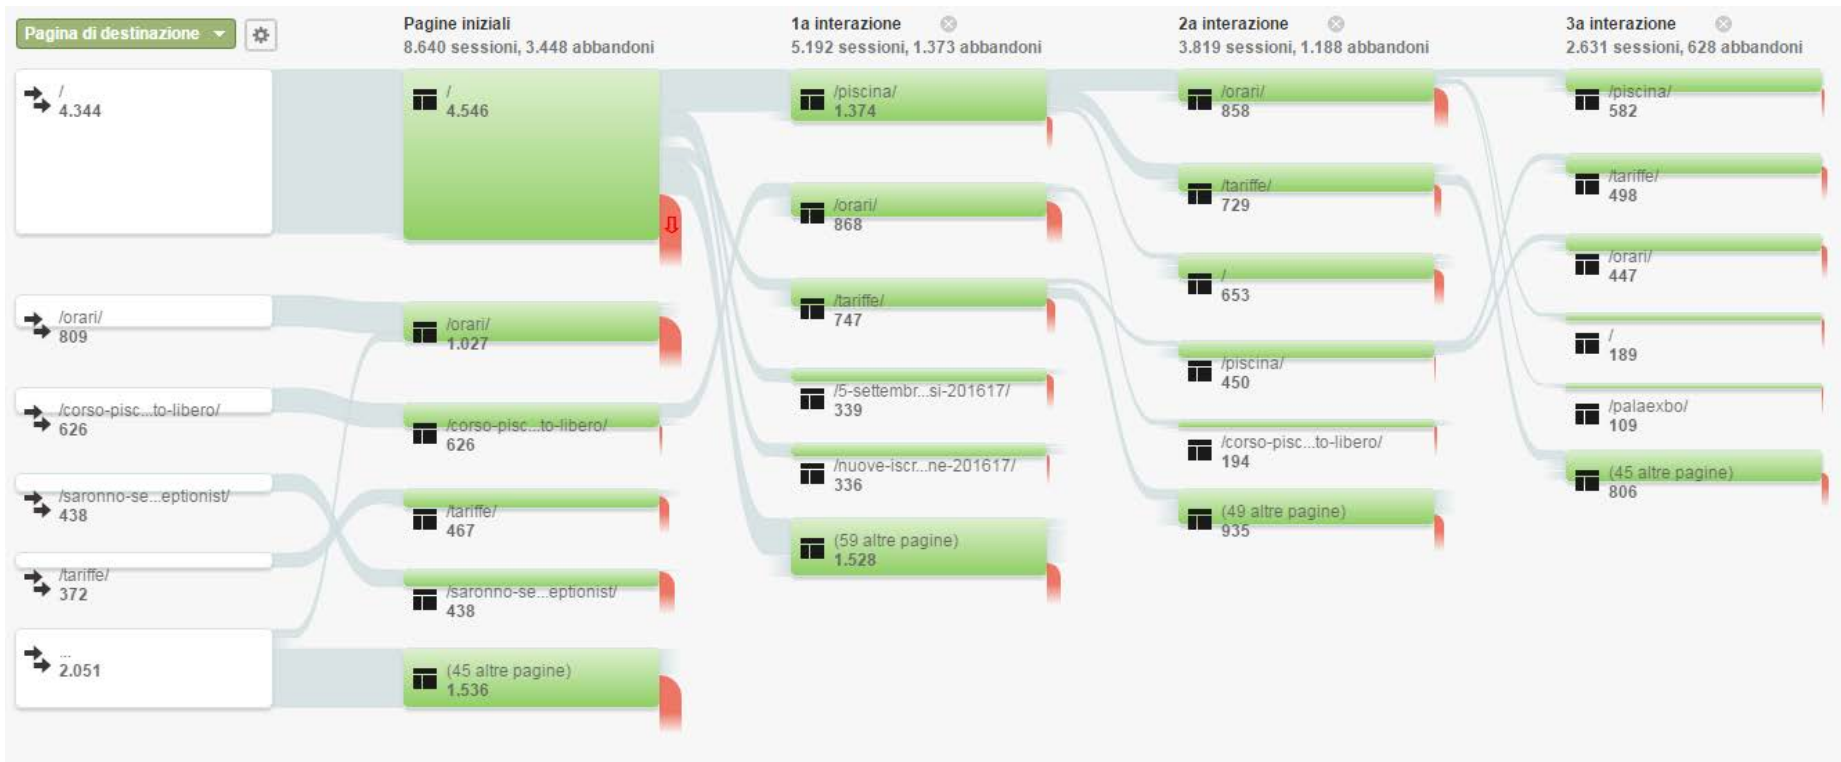 Pagina di destinazione
Pagine iniziali
8.640 sessioni, 3.448 abbandoni
1a interazione
5.192 sessioni, 1.373 abbandoni
2a interazione
3.819 sessioni, 1.188 abbandoni
3a interazione
2.631 sessioni, 628 abbandoni
/
4.344
/orari/
809
/corso-pisc...to-libero/
626
/saronno-se...eptionist/
438
/tariffe/
372
...
2.051
/
4.546
/orari/
1.027
/corso-pisc...to-libero/
626
/tariffe/
467
/saronno-se...eptionist/
438
(45 altre pagine)
1.536
/piscina/
1.374
/orari/
868
/tariffe/
747
/5-settembr...si-201617/
339
/nuove-iscr...ne-201617/
336
(59 altre pagine)
1.528
/orari/
858
/tariffe/
729
/
653
/piscina/
450
/corso-pisc...to-libero/
194
(49 altre pagine)
935
/piscina/
582
/tariffe/
498
/orari/
447
/
189
/palaexbo/
109
(45 altre pagine)
806